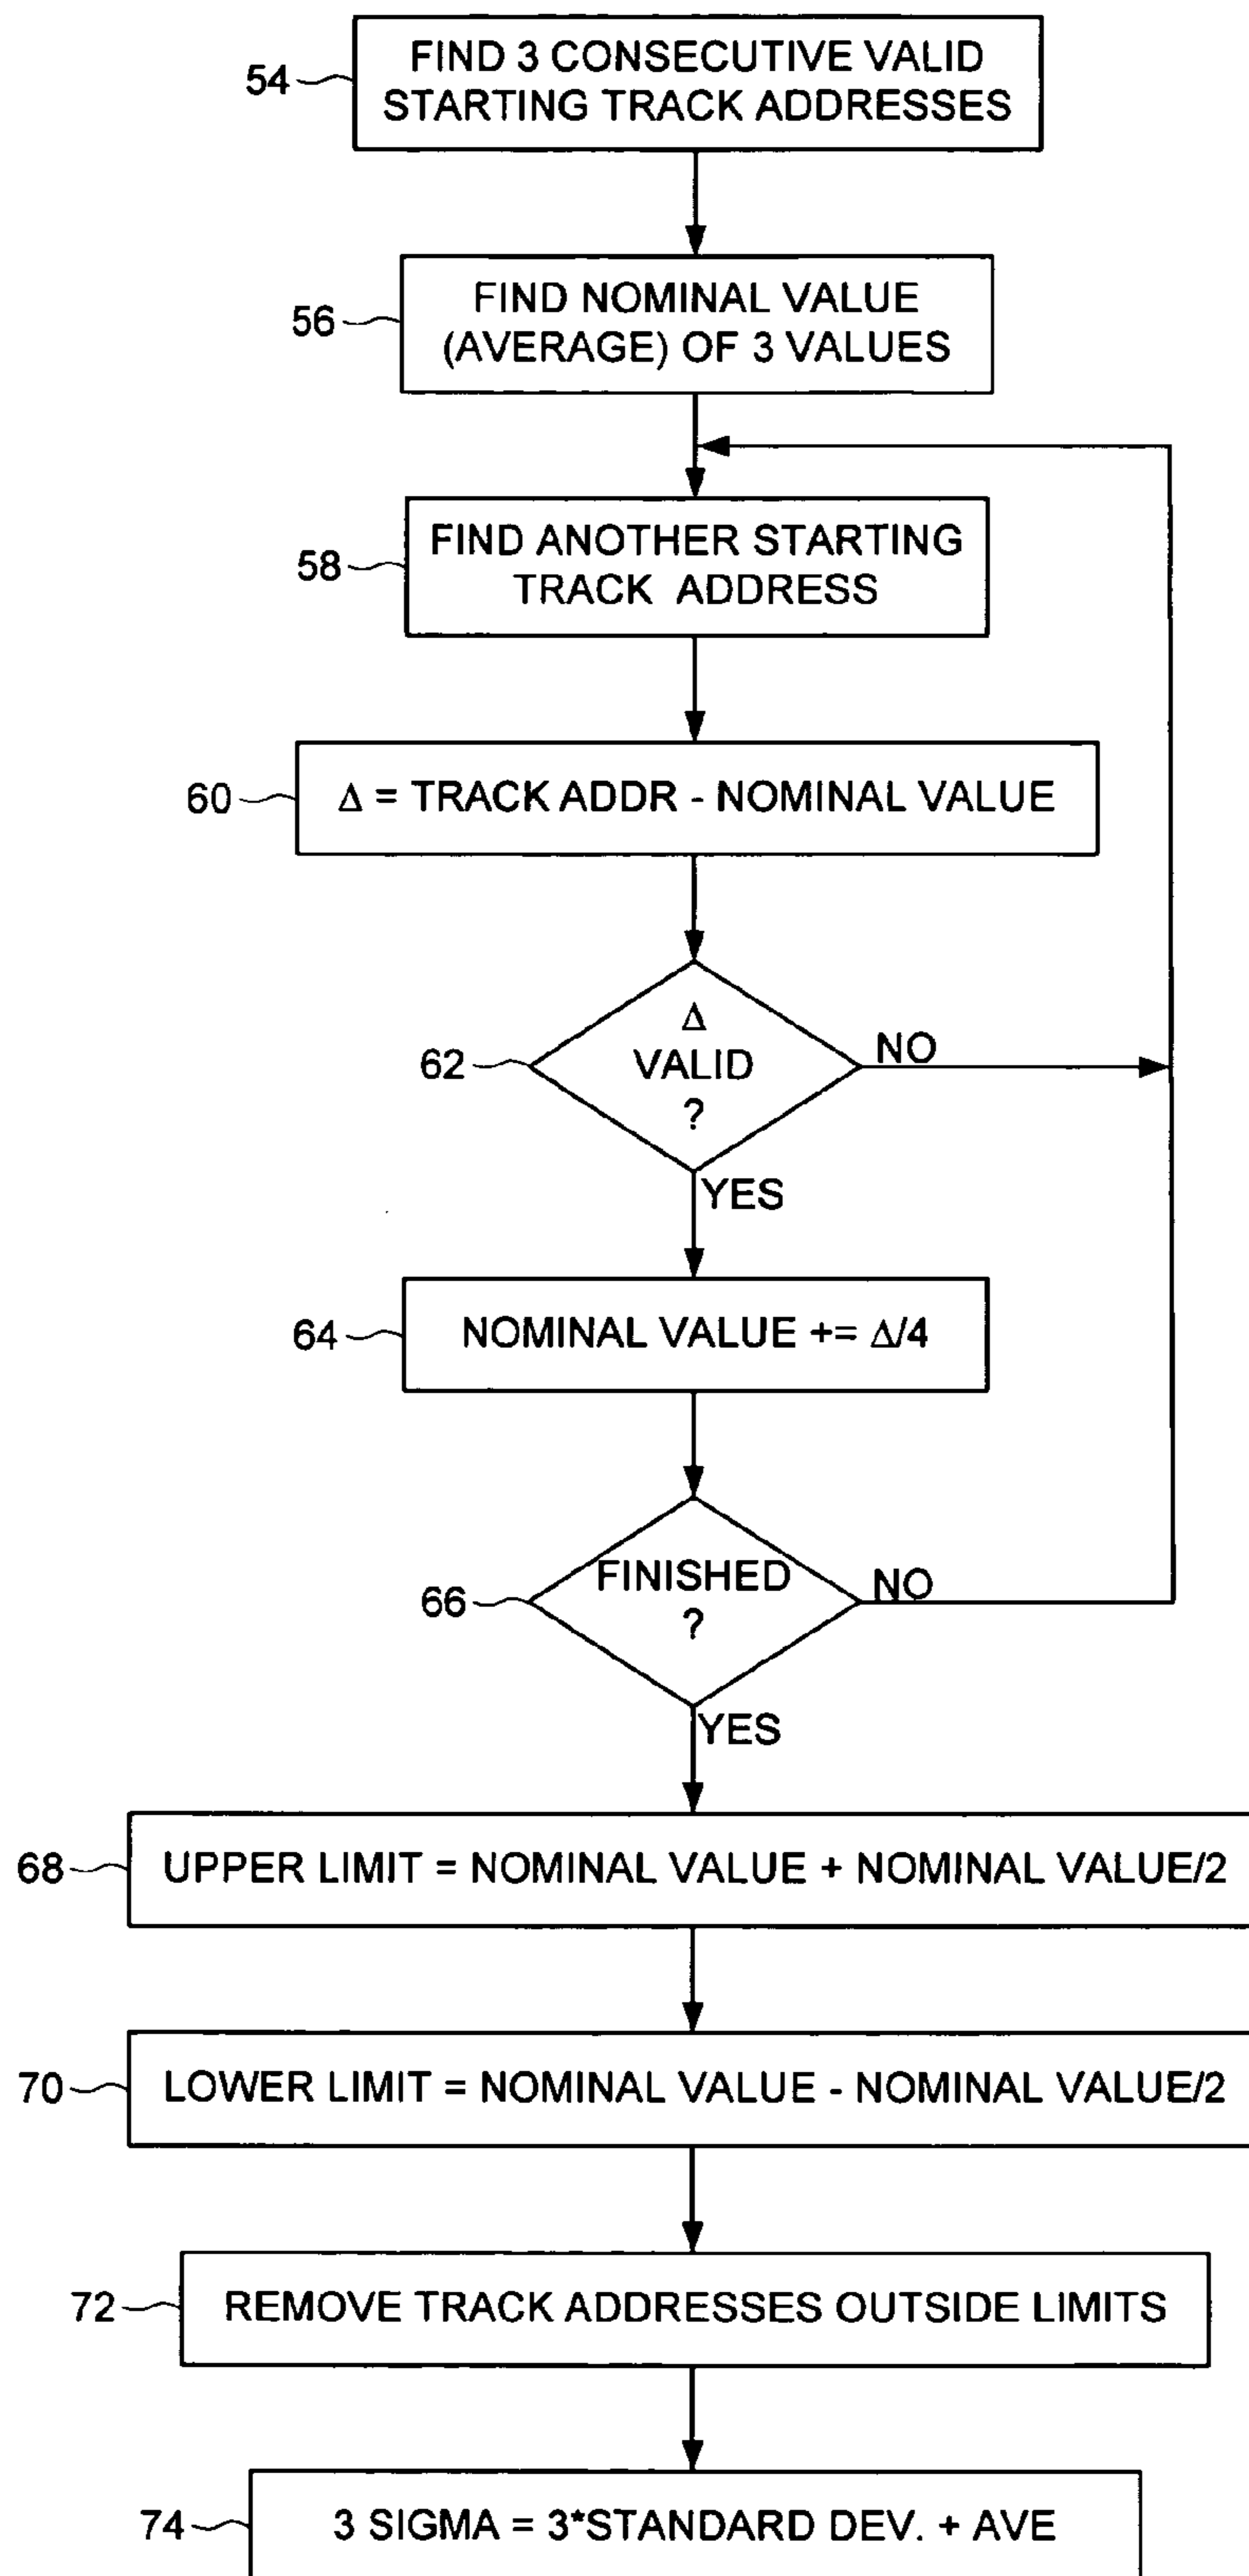 54
FIND 3 CONSECUTIVE VALID
STARTING TRACK ADDRESSES
56
FIND NOMINAL VALUE
(AVERAGE) OF 3 VALUES
58
FIND ANOTHER STARTING
TRACK ADDRESS
60
Δ = TRACK ADDR - NOMINAL VALUE
62
Δ
VALID
?
NO
YES
64
NOMINAL VALUE += Δ/4
66
FINISHED
?
NO
YES
68
UPPER LIMIT = NOMINAL VALUE + NOMINAL VALUE/2
70
LOWER LIMIT = NOMINAL VALUE - NOMINAL VALUE/2
72
REMOVE TRACK ADDRESSES OUTSIDE LIMITS
74
3 SIGMA = 3*STANDARD DEV. + AVE